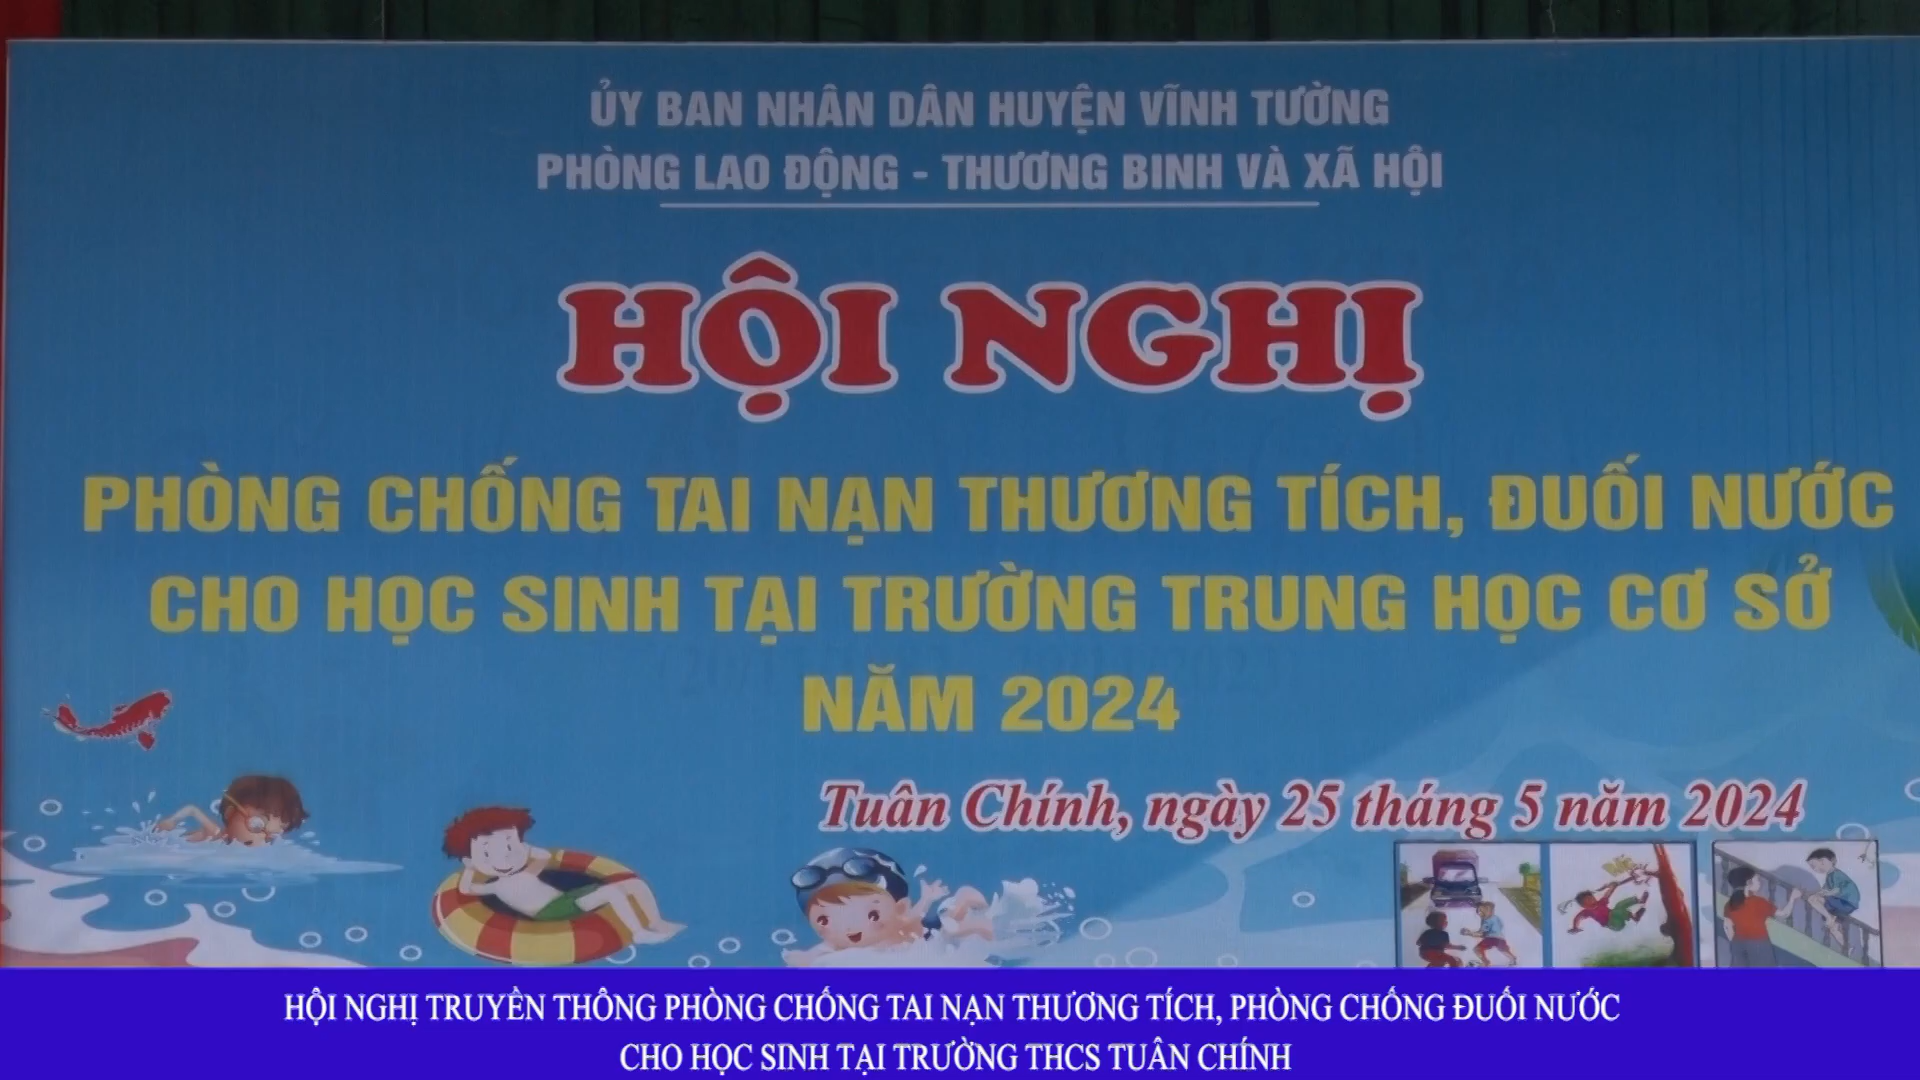 ỦY BAN NHÂN DÂN HUYỆN VĨNH TƯỜNG
PHÒNG LAO ĐỘNG - THƯƠNG BINH VÀ XÃ HỘI
HỘI NGHỊ
PHÒNG CHỐNG TAI NẠN THƯƠNG TÍCH, ĐUỐI NƯỚC
CHO HỌC SINH TẠI TRƯỜNG TRUNG HỌC CƠ SỞ
NĂM 2024
Tuân Chính, ngày 25 tháng 5 năm 2024
HỘI NGHỊ TRUYỀN THÔNG PHÒNG CHỐNG TAI NẠN THƯƠNG TÍCH, PHÒNG CHỐNG ĐUỐI NƯỚC
CHO HỌC SINH TẠI TRƯỜNG THCS TUÂN CHÍNH